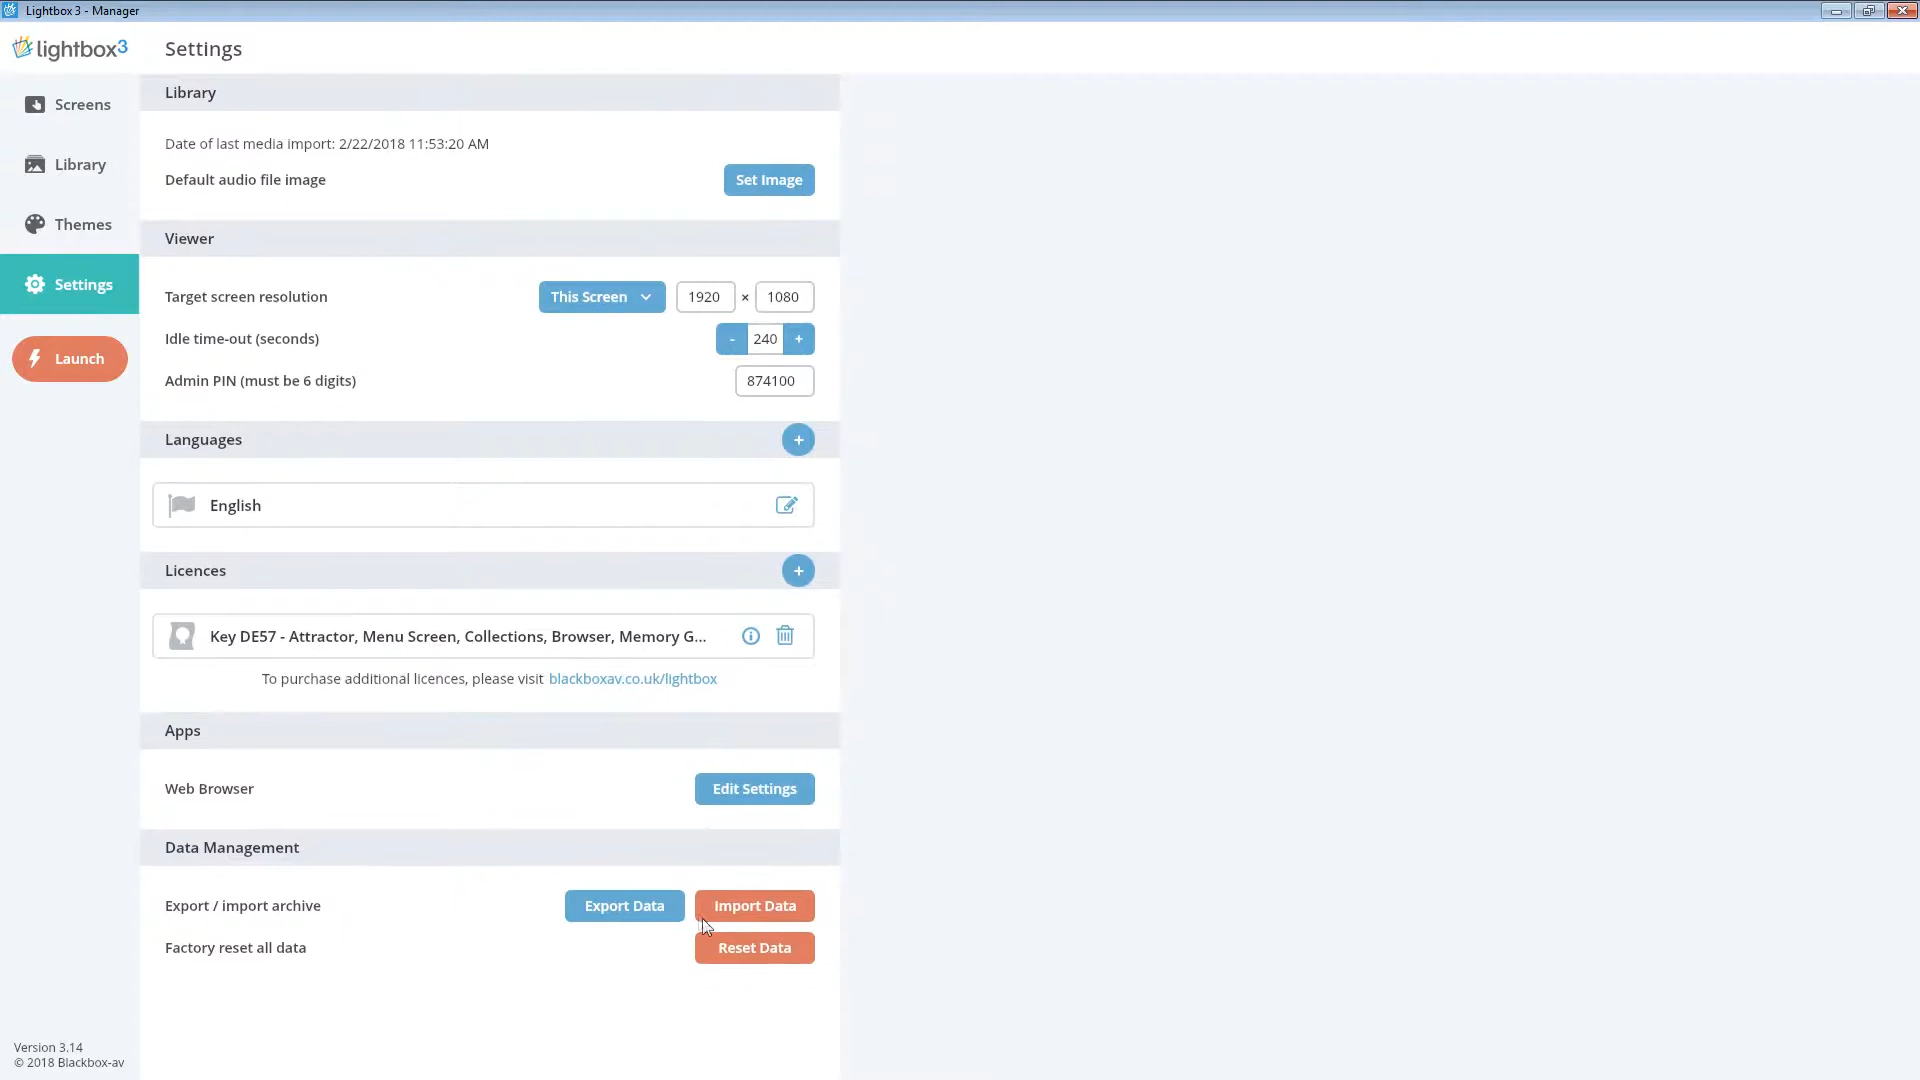 Lightbox 3 - Manager
lightbox3
Settings
Screens
Library
Themes
Settings
Launch
Library
Date of last media import: 2/22/2018 11:53:20 AM
Default audio file image
Set Image
Viewer
Target screen resolution
This Screen
1920 × 1080
Idle time-out (seconds)
- 240 +
Admin PIN (must be 6 digits)
874100
Languages
+
English
Licences
+
Key DE57 - Attractor, Menu Screen, Collections, Browser, Memory G...
To purchase additional licences, please visit blackboxav.co.uk/lightbox
Apps
Web Browser
Edit Settings
Data Management
Export / import archive
Export Data
Import Data
Factory reset all data
Reset Data
Version 3.14
© 2018 Blackbox-av